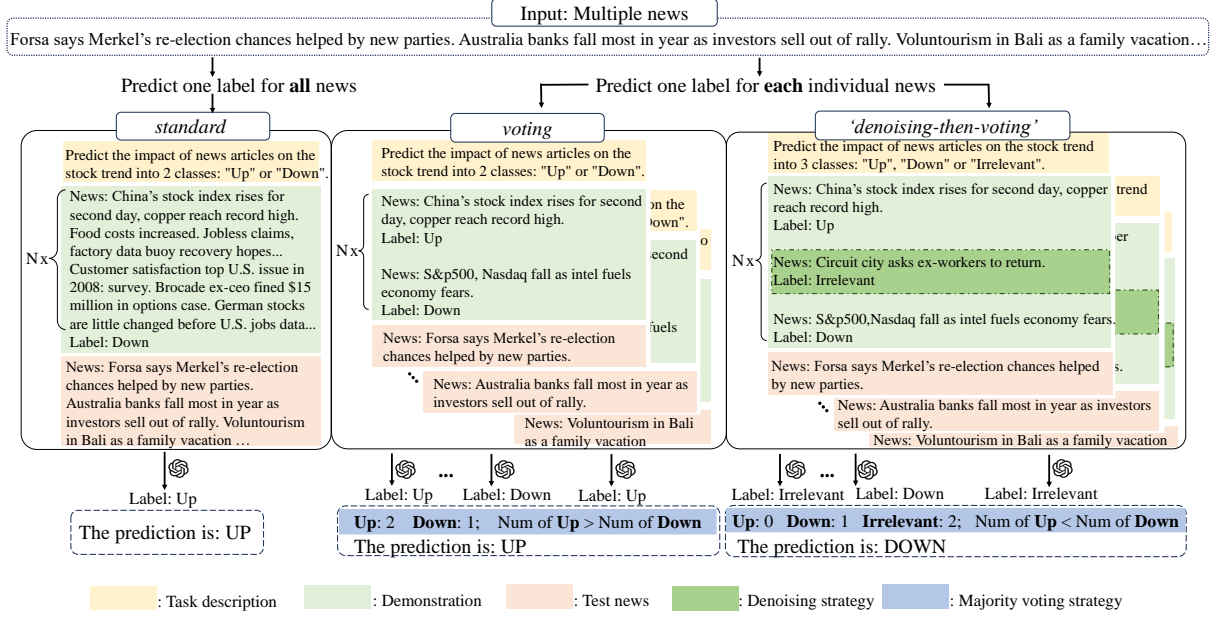 Input: Multiple news
Forsa says Merkel's re-election chances helped by new parties. Australia banks fall most in year as investors sell out of rally. Voluntourism in Bali as a family vacation…
Predict one label for all news
Predict one label for each individual news
standard
Predict the impact of news articles on the
stock trend into 2 classes: "Up" or "Down".
N x
News: China's stock index rises for
second day, copper reach record high.
Food costs increased. Jobless claims,
factory data buoy recovery hopes...
Customer satisfaction top U.S. issue in
2008: survey. Brocade ex-ceo fined $15
million in options case. German stocks
are little changed before U.S. jobs data...
Label: Down
News: Forsa says Merkel's re-election
chances helped by new parties.
Australia banks fall most in year as
investors sell out of rally. Voluntourism
in Bali as a family vacation …
Label: Up
The prediction is: UP
voting
Predict the impact of news articles on the
stock trend into 2 classes: "Up" or "Down".
on the
Down".
o
N x
News: China's stock index rises for second
day, copper reach record high.
Label: Up
second
News: S&p500, Nasdaq fall as intel fuels
economy fears.
Label: Down
fuels
News: Forsa says Merkel's re-election
chances helped by new parties.
News: Australia banks fall most in year as
investors sell out of rally.
News: Voluntourism in Bali
as a family vacation
...
Label: Up
Label: Down
Label: Up
Up: 2 Down: 1; Num of Up > Num of Down
The prediction is: UP
'denoising-then-voting'
Predict the impact of news articles on the stock trend
into 3 classes: "Up", "Down" or "Irrelevant".
trend
N x
News: China's stock index rises for second day, copper
reach record high.
Label: Up
per
News: Circuit city asks ex-workers to return.
Label: Irrelevant
News: S&p500,Nasdaq fall as intel fuels economy fears.
Label: Down
s.
News: Forsa says Merkel's re-election chances helped
by new parties.
News: Australia banks fall most in year as investors
sell out of rally.
News: Voluntourism in Bali as a family vacation
...
Label: Irrelevant
Label: Down
Label: Irrelevant
Up: 0 Down: 1 Irrelevant: 2; Num of Up < Num of Down
The prediction is: DOWN
: Task description
: Demonstration
: Test news
: Denoising strategy
: Majority voting strategy